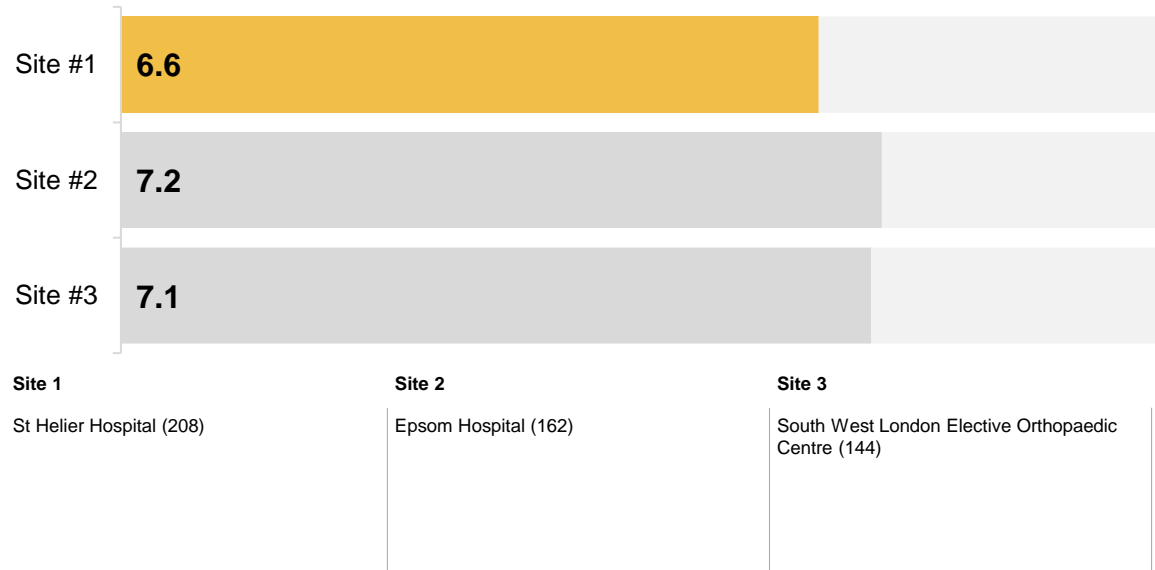 Site #1
6.6
Site #2
7.2
Site #3
7.1
Site 1
St Helier Hospital (208)
Site 2
Epsom Hospital (162)
Site 3
South West London Elective Orthopaedic
Centre (144)